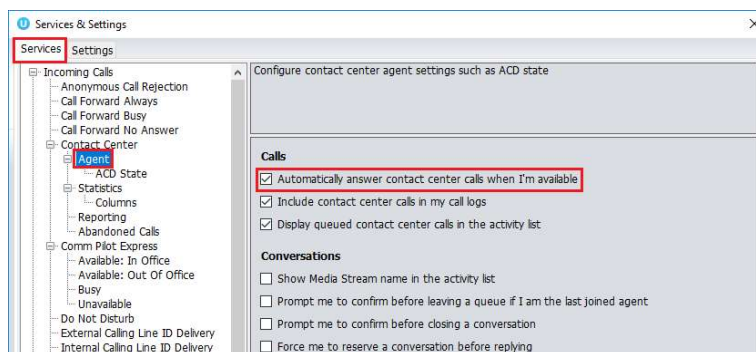 Services & Settings
Services Settings
Incoming Calls
Anonymous Call Rejection
Call Forward Always
Call Forward Busy
Call Forward No Answer
Contact Center
Agent
ACD State
Statistics
Columns
Reporting
Abandoned Calls
Comm Pilot Express
Available: In Office
Available: Out Of Office
Busy
Unavailable
Do Not Disturb
External Calling Line ID Delivery
Internal Calling Line ID Delivery
Configure contact center agent settings such as ACD state
Calls
Automatically answer contact center calls when I'm available
Include contact center calls in my call logs
Display queued contact center calls in the activity list
Conversations
Show Media Stream name in the activity list
Prompt me to confirm before leaving a queue if I am the last joined agent
Prompt me to confirm before closing a conversation
Force me to reserve a conversation before replying